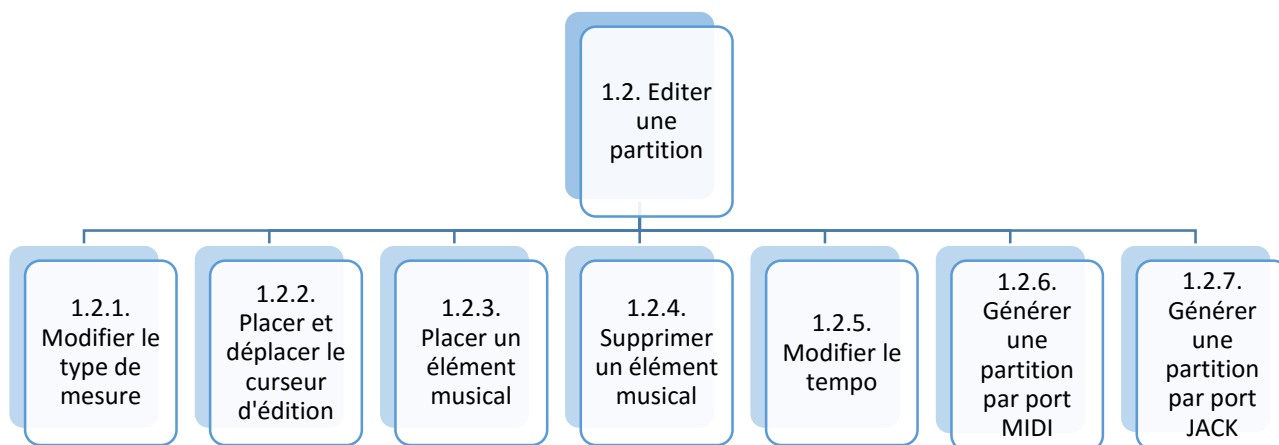 1.2. Editer
une
partition
1.2.1.
Modifier le
type de
mesure
1.2.2.
Placer et
déplacer le
curseur
d'édition
1.2.3.
Placer un
élément
musical
1.2.4.
Supprimer
un élément
musical
1.2.5.
Modifier le
tempo
1.2.6.
Générer
une
partition
par port
MIDI
1.2.7.
Générer
une
partition
par port
JACK